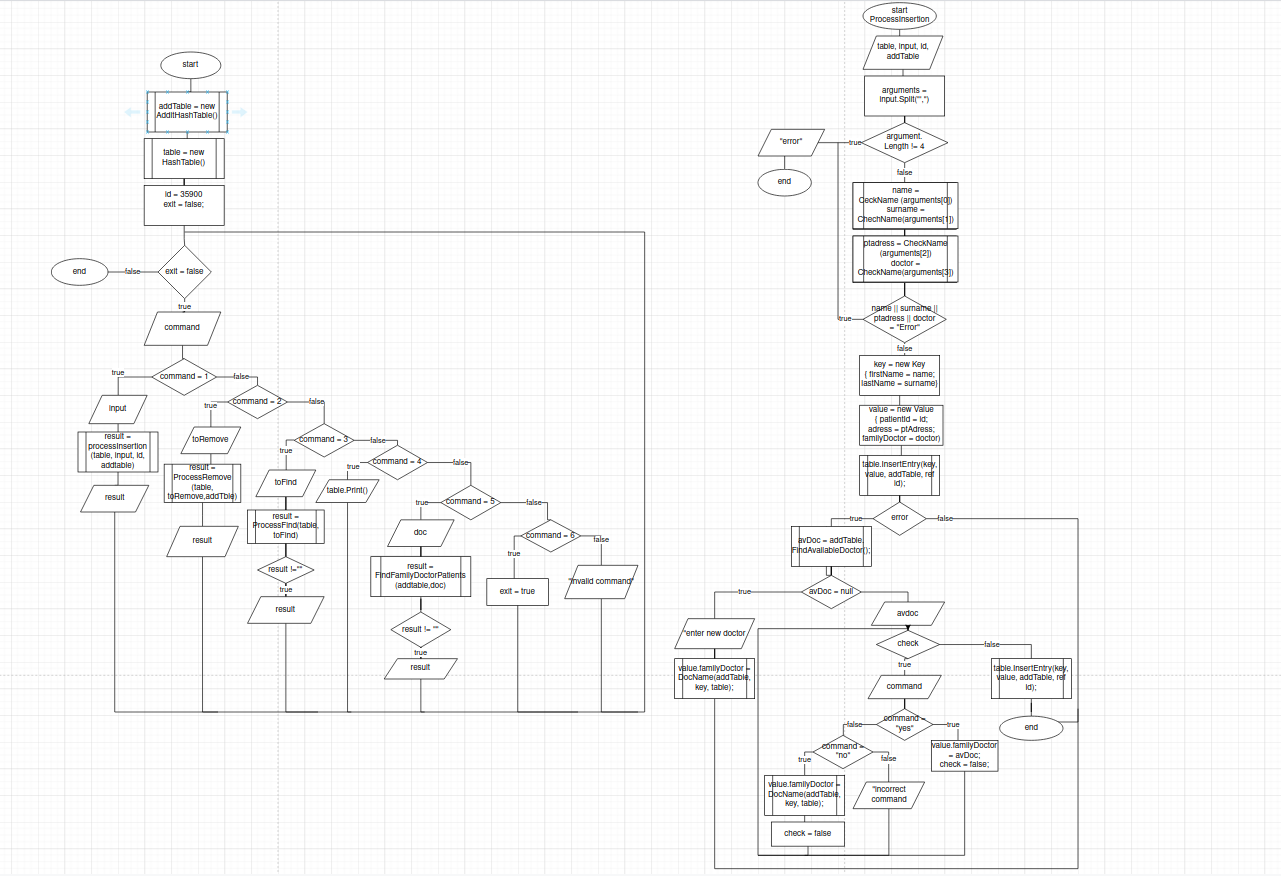 start
addTable = new
AdditHashTable()
table = new
HashTable()
id = 35900
exit = false;
exit = false
false
end
true
command
command = 1
true
false
input
result =
processInsertion
(table, input, id,
addtable)
result
command = 2
true
false
toRemove
result =
ProcessRemove
(table,
toRemove,addTble)
result
command = 3
true
false
toFind
result =
ProcessFind(table,
toFind)
result !=""
true
result
command = 4
true
false
table.Print()
command = 5
true
false
doc
result =
FindFamilyDoctorPatients
(addtable,doc)
result != ""
true
result
command = 6
true
false
exit = true
"Invalid command"
start
ProcessInsertion
table, input, id,
addTable
arguments =
input.Split("',")
argument.
Length != 4
true
"error"
end
false
name =
CeckName (arguments[0])
surname =
ChechName(arguments[1])
ptadress = CheckName
(arguments[2])
doctor =
CheckName(arguments[3])
name || surname ||
ptadress || doctor
= "Error"
true
false
key = new Key
{ firstName = name;
lastName = surname}
value = new Value
{ patientId = id;
adress = ptAdress;
familyDoctor = doctor)
table.InsertEntry(key,
value, addTable, ref
id);
error
true
false
avDoc = addTable.
FindAvailableDoctor();
avDoc = null
true
"enter new doctor
value.familyDoctor =
DocName(addTable,
key, table);
avdoc
check
false
true
table.InsertEntry(key,
value, addTable, ref
id);
end
command
command =
"yes"
false
true
value.familyDoctor
= avDoc;
check = false;
command =
"no"
true
false
value.familyDoctor =
DocName(addTable,
key, table);
check = false
"incorrect
command